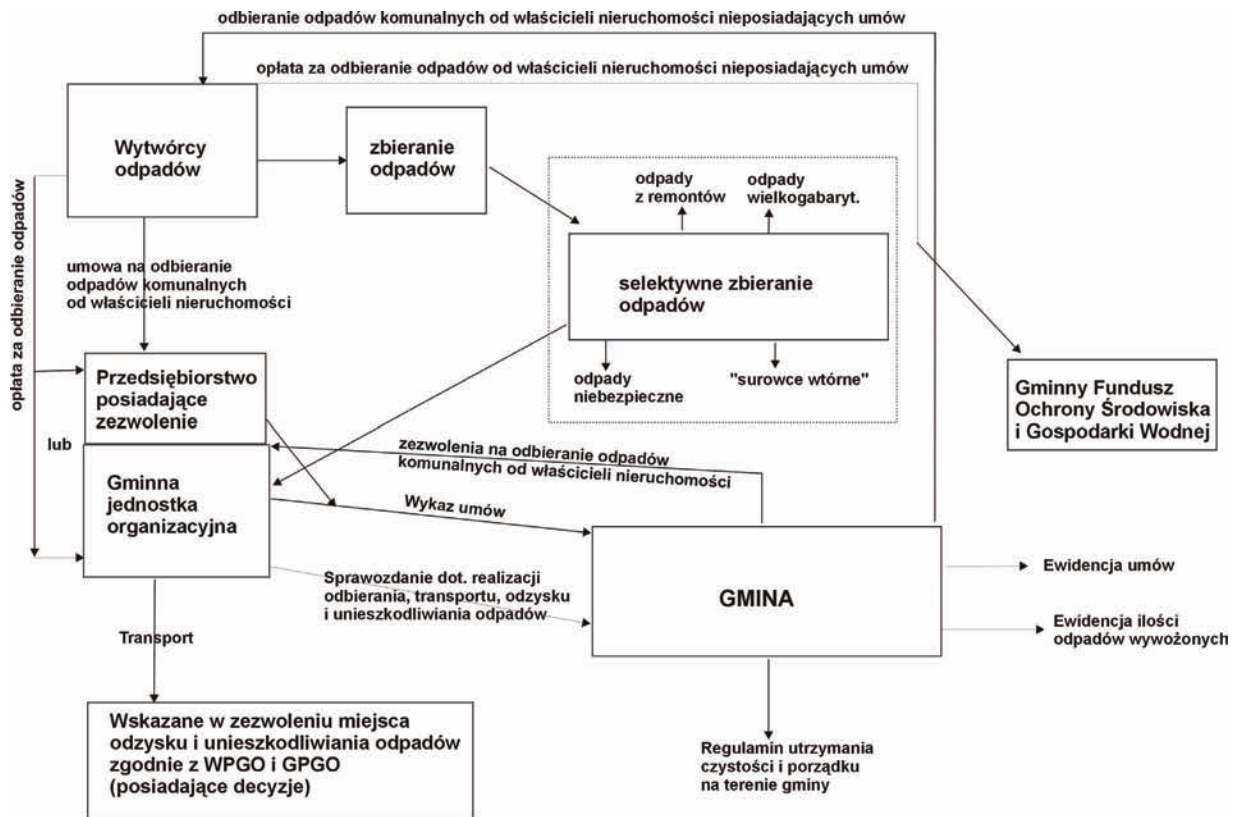 odbieranie odpadów komunalnych od właścicieli nieruchomości nieposiadających umów
opłata za odbieranie odpadów od właścicieli nieruchomości nieposiadających umów
Wytwórcy
odpadów
zbieranie
odpadów
odpady
z remontów
odpady
wielkogabaryt.
selektywne zbieranie
odpadów
odpady
niebezpieczne
"surowce wtórne"
opłata za odbieranie odpadów
umowa na odbieranie
odpadów komunalnych
od właścicieli nieruchomości
Przedsiębiorstwo
posiadające
zezwolenie
lub
Gminna
jednostka
organizacyjna
Gminny Fundusz
Ochrony Środowiska
i Gospodarki Wodnej
zezwolenia na odbieranie odpadów
komunalnych od właścicieli nieruchomości
Wykaz umów
Sprawozdanie dot. realizacji
odbierania, transportu, odzysku
i unieszkodliwiania odpadów
GMINA
Ewidencja umów
Ewidencja ilości
odpadów wywożonych
Transport
Wskazane w zezwoleniu miejsca
odzysku i unieszkodliwiania odpadów
zgodnie z WPGO i GPGO
(posiadające decyzje)
Regulamin utrzymania
czystości i porządku
na terenie gminy